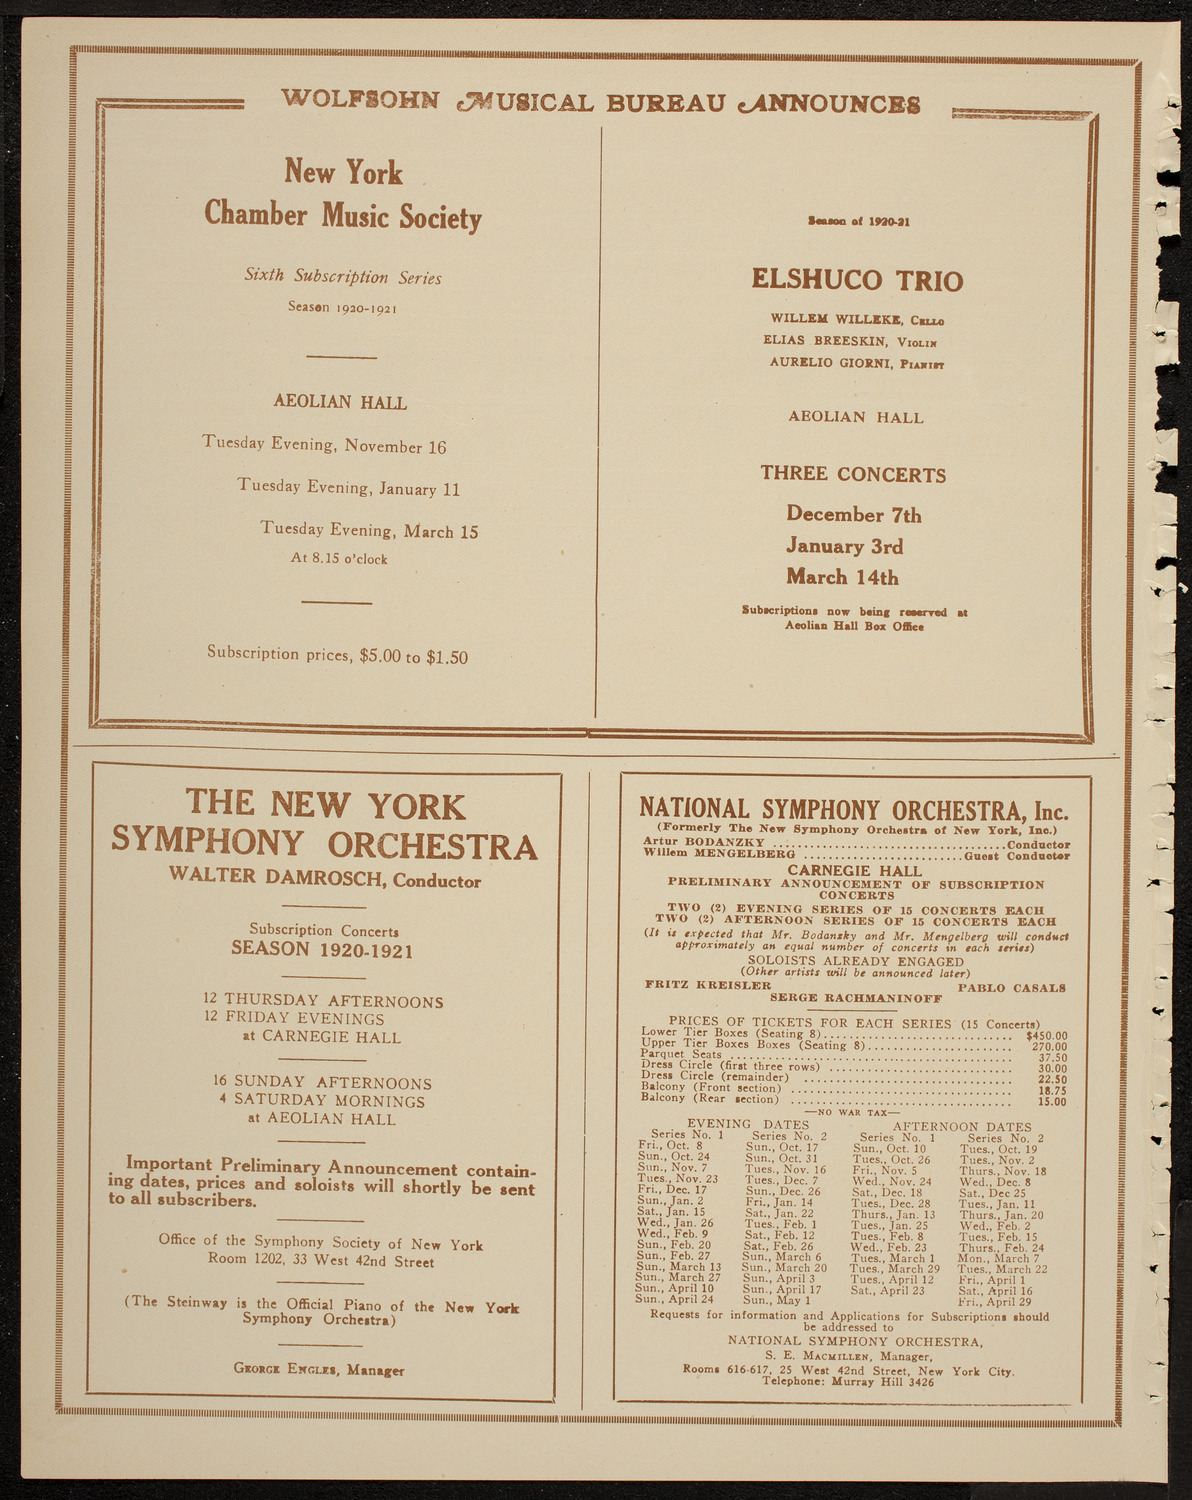 WOLFSOHN MUSICAL BUREAU ANNOUNCES
New York
Chamber Music Society
Sixth Subscription Series
Season 1920-1921
AEOLIAN HALL
Tuesday Evening, November 16
Tuesday Evening, January 11
Tuesday Evening, March 15
At 8.15 o'clock
Subscription prices, $5.00 to $1.50
Season of 1920-21
ELSHUCO TRIO
WILLEM WILLEKE, CELLO
ELIAS BREESKIN, VIOLIN
AURELIO GIORNI, PIANIST
AEOLIAN HALL
THREE CONCERTS
December 7th
January 3rd
March 14th
Subscriptions now being reserved at
Aeolian Hall Box Office
THE NEW YORK
SYMPHONY ORCHESTRA
WALTER DAMROSCH, Conductor
Subscription Concerts
SEASON 1920-1921
12 THURSDAY AFTERNOONS
12 FRIDAY EVENINGS
at CARNEGIE HALL
16 SUNDAY AFTERNOONS
4 SATURDAY MORNINGS
at AEOLIAN HALL
Important Preliminary Announcement contain-
ing dates, prices and soloists will shortly be sent
to all subscribers.
Office of the Symphony Society of New York
Room 1202, 33 West 42nd Street
(The Steinway is the Official Piano of the New York
Symphony Orchestra)
GEORGE ENGLES, Manager
NATIONAL SYMPHONY ORCHESTRA, Inc.
(Formerly The New Symphony Orchestra of New York, Inc.)
Artur BODANZKY ..................................Conductor
Willem MENGELBERG .......................Guest Conductor
CARNEGIE HALL
PRELIMINARY ANNOUNCEMENT OF SUBSCRIPTION
CONCERTS
TWO (2) EVENING SERIES OF 15 CONCERTS EACH
TWO (2) AFTERNOON SERIES OF 15 CONCERTS EACH
(It is expected that Mr. Bodanzky and Mr. Mengelberg will conduct
approximately an equal number of concerts in each series)
SOLOISTS ALREADY ENGAGED
(Other artists will be announced later)
FRITZ KREISLER PABLO CASALS
SERGE RACHMANINOFF
PRICES OF TICKETS FOR EACH SERIES (15 Concerts)
Lower Tier Boxes (Seating 8)............................ $450.00
Upper Tier Boxes Boxes (Seating 8)..................... 270.00
Parquet Seats ......................................... 37.50
Dress Circle (first three rows) ........................... 30.00
Dress Circle (remainder) ............................... 22.50
Balcony (Front section) ................................. 18.75
Balcony (Rear section) ................................. 15.00
—NO WAR TAX—
EVENING DATES AFTERNOON DATES
Series No. 1 Series No. 2 Series No. 1 Series No. 2
Fri., Oct. 8 Sun., Oct. 17 Sun., Oct. 10 Tues., Oct. 19
Sun., Oct. 24 Sun., Oct. 31 Tues., Oct. 26 Tues., Nov. 2
Sun., Nov. 7 Tues., Nov. 16 Fri., Nov. 5 Thurs., Nov. 18
Tues., Nov. 23 Tues., Dec. 7 Wed., Nov. 24 Wed., Dec. 8
Fri., Dec. 17 Sun., Dec. 26 Sat., Dec. 18 Sat., Dec 25
Sun., Jan. 2 Fri., Jan. 14 Tues., Dec. 28 Tues., Jan. 11
Sat., Jan. 15 Sat., Jan. 22 Thurs., Jan. 13 Thurs., Jan. 20
Wed., Jan. 26 Tues., Feb. 1 Tues., Jan. 25 Wed., Feb. 2
Wed., Feb. 9 Sat., Feb. 12 Tues., Feb. 8 Tues., Feb. 15
Sun., Feb. 20 Sat., Feb. 26 Wed., Feb. 23 Thurs., Feb. 24
Sun., Feb. 27 Sun., March 6 Tues., March 1 Mon., March 7
Sun., March 13 Sun., March 20 Tues., March 29 Tues., March 22
Sun., March 27 Sun., April 3 Tues., April 12 Fri., April 1
Sun., April 10 Sun., April 17 Sat., April 23 Sat., April 16
Sun., April 24 Sun., May 1 Fri., April 29
Requests for information and Applications for Subscriptions should
be addressed to
NATIONAL SYMPHONY ORCHESTRA,
S. E. MACMILLEN, Manager,
Rooms 616-617, 25 West 42nd Street, New York City.
Telephone: Murray Hill 3426